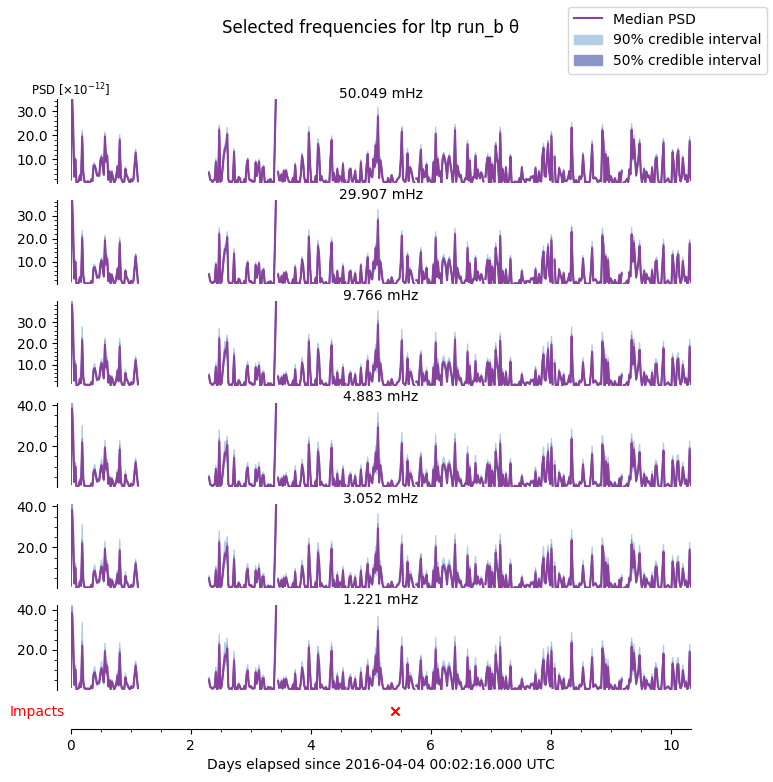 Selected frequencies for ltp run_b θ
Median PSD
90% credible interval
50% credible interval
PSD [×10⁻¹²]
50.049 mHz
30.0
20.0
10.0
29.907 mHz
30.0
20.0
10.0
9.766 mHz
30.0
20.0
10.0
4.883 mHz
40.0
20.0
3.052 mHz
40.0
20.0
1.221 mHz
40.0
20.0
Impacts
0 2 4 6 8 10
Days elapsed since 2016-04-04 00:02:16.000 UTC